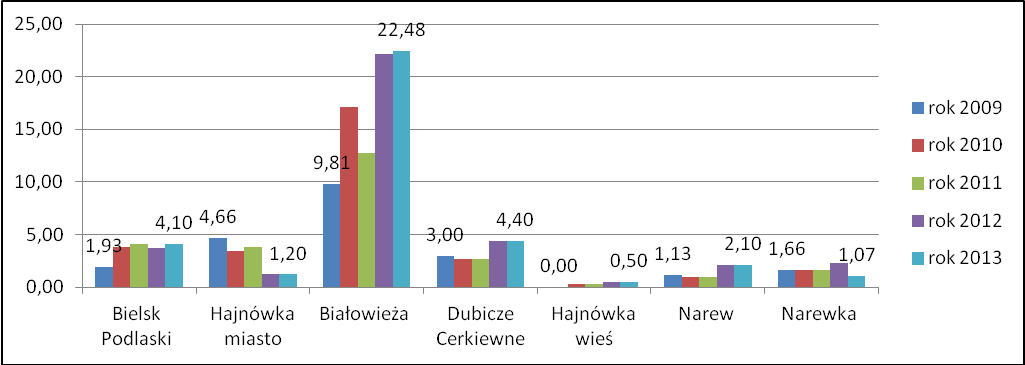 25,00
20,00
15,00
10,00
5,00
0,00
1,93
4,10
4,66
1,20
9,81
22,48
3,00
4,40
0,00
0,50
1,13
2,10
1,66
1,07
Bielsk
Podlaski
Hajnówka
miasto
Białowieża
Dubicze
Cerkiewne
Hajnówka
wieś
Narew
Narewka
rok 2009
rok 2010
rok 2011
rok 2012
rok 2013